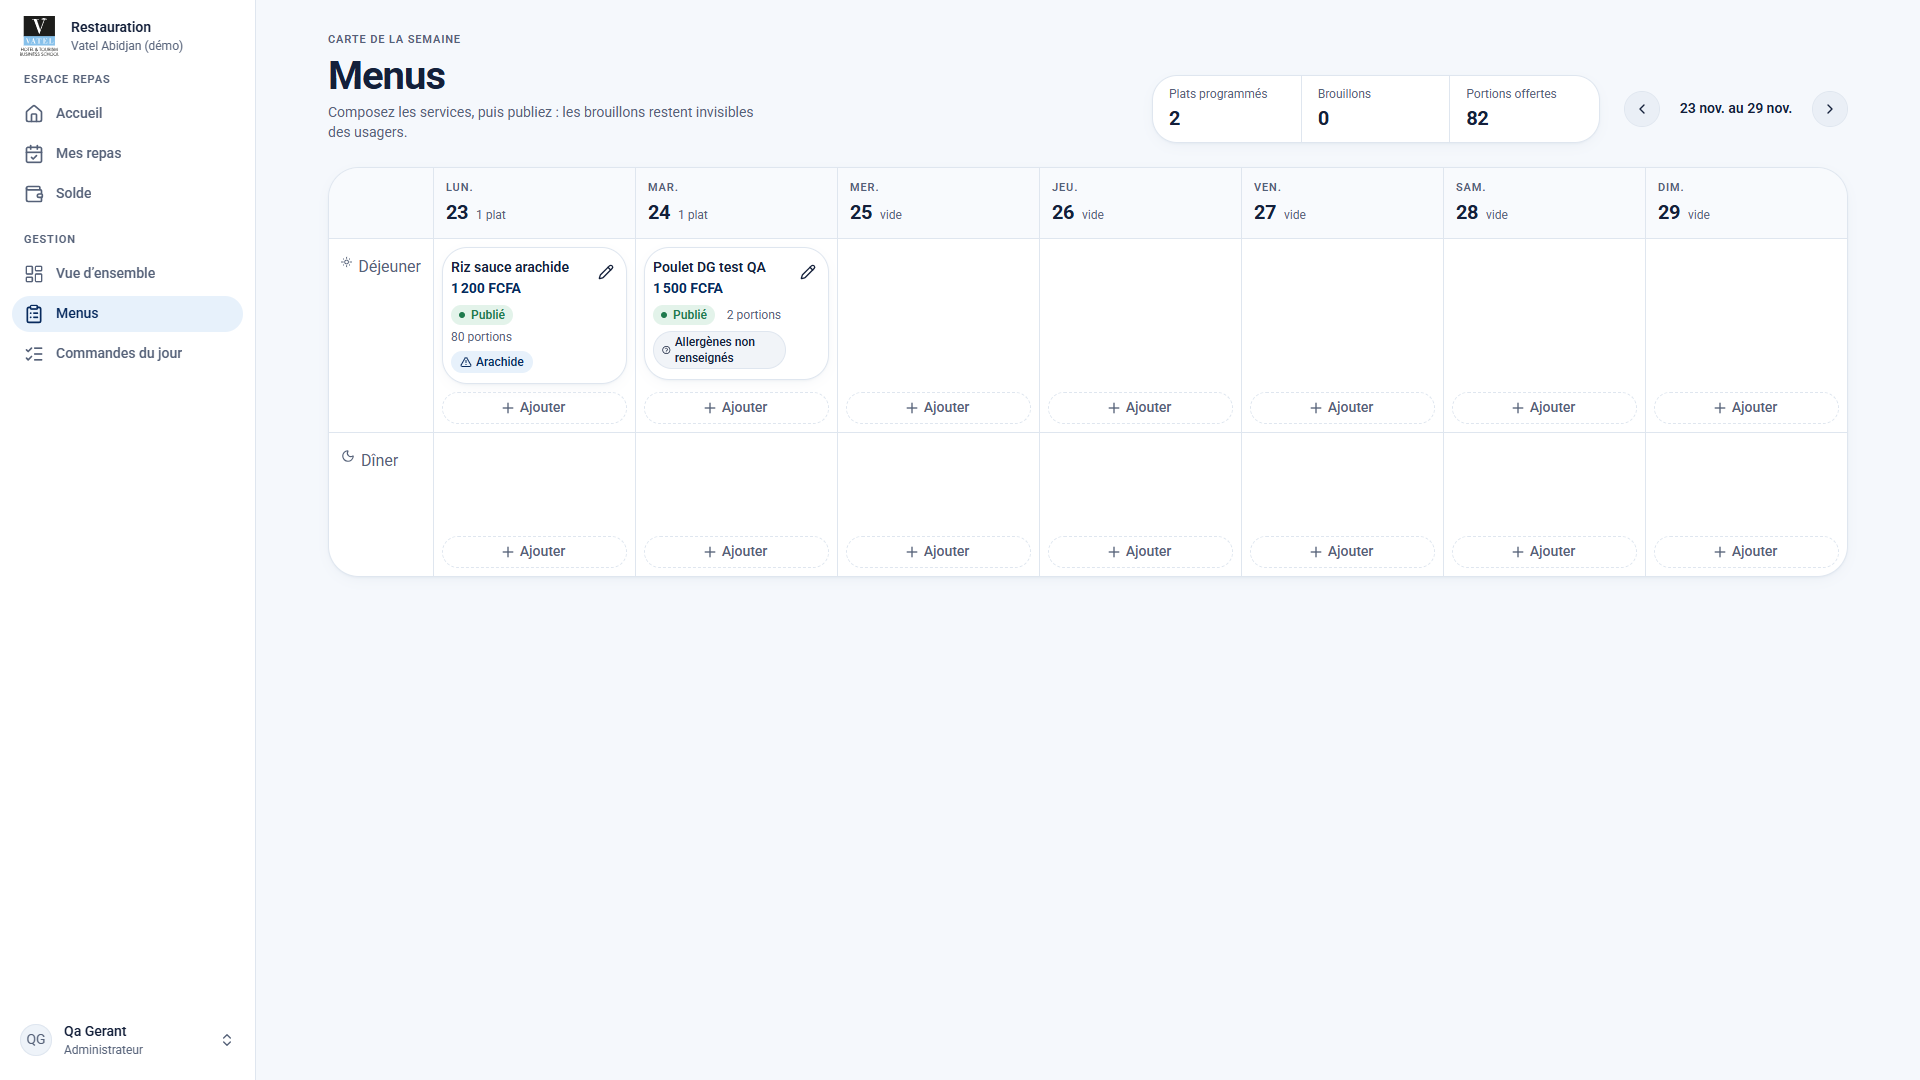 V
VATEL
HOTEL & TOURISM
BUSINESS SCHOOL
Restauration
Vatel Abidjan (démo)
ESPACE REPAS
Accueil
Mes repas
Solde
GESTION
Vue d’ensemble
Menus
Commandes du jour
QG
Qa Gerant
Administrateur
CARTE DE LA SEMAINE
Menus
Composez les services, puis publiez : les brouillons restent invisibles
des usagers.
Plats programmés
2
Brouillons
0
Portions offertes
82
23 nov. au 29 nov.
LUN.
23 1 plat
MAR.
24 1 plat
MER.
25 vide
JEU.
26 vide
VEN.
27 vide
SAM.
28 vide
DIM.
29 vide
Déjeuner
Riz sauce arachide
1 200 FCFA
Publié
80 portions
Arachide
Ajouter
Poulet DG test QA
1 500 FCFA
Publié 2 portions
Allergènes non
renseignés
Ajouter
Ajouter
Ajouter
Ajouter
Ajouter
Ajouter
Dîner
Ajouter
Ajouter
Ajouter
Ajouter
Ajouter
Ajouter
Ajouter